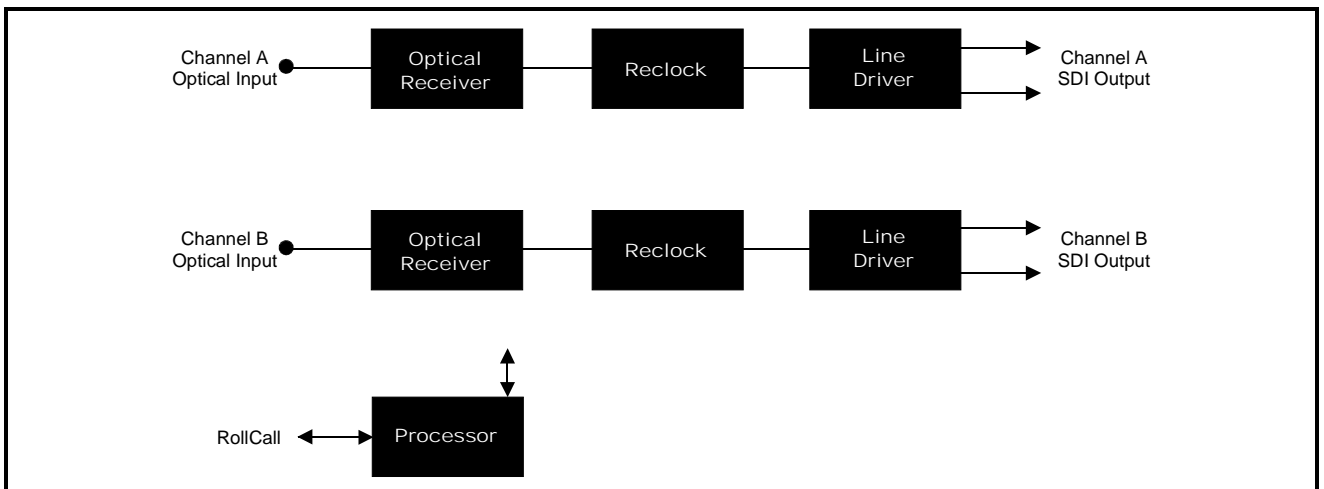 Channel A
Optical Input
Optical
Receiver
Reclock
Line
Driver
Channel A
SDI Output
Channel B
Optical Input
Optical
Receiver
Reclock
Line
Driver
Channel B
SDI Output
RollCall
Processor